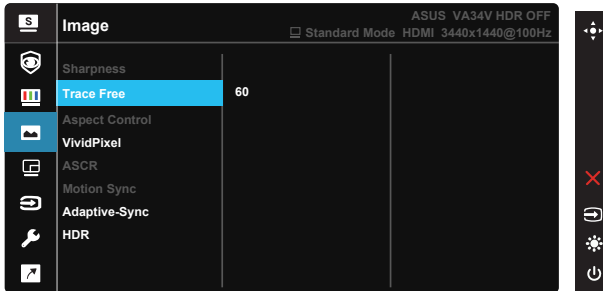 S
Image
ASUS VA34V HDR OFF
Standard Mode HDMI 3440x1440@100Hz
Sharpness
Trace Free 60
Aspect Control
VividPixel
ASCR
Motion Sync
Adaptive-Sync
HDR